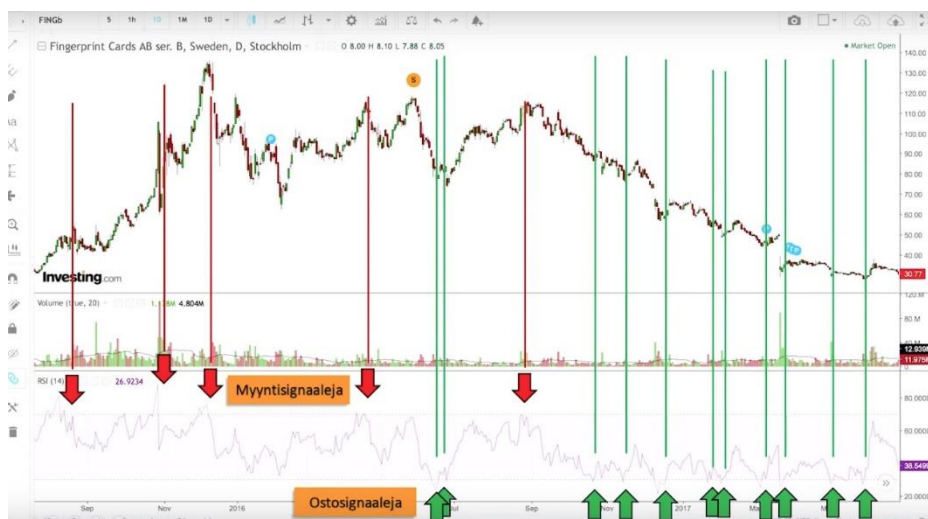 FINGb 5 1h 1D 1M 1D
Fingerprint Cards AB ser. B, Sweden, D, Stockholm O 8.00 H 8.10 L 7.88 C 8.05
Market Open
140.00
130.00
120.00
110.00
100.00
90.00
80.00
70.00
60.00
50.00
40.00
30.77
S
P
Investing.com
Volume (true, 20) 4.804M
120 M
80 M
12.939M
11.975M
RSI (14) 26.9234
Myyntisignaaleja
80.0000
60.0000
38.5499
20.0000
Ostosignaaleja
Sep Nov 2016 Jul Sep Nov 2017